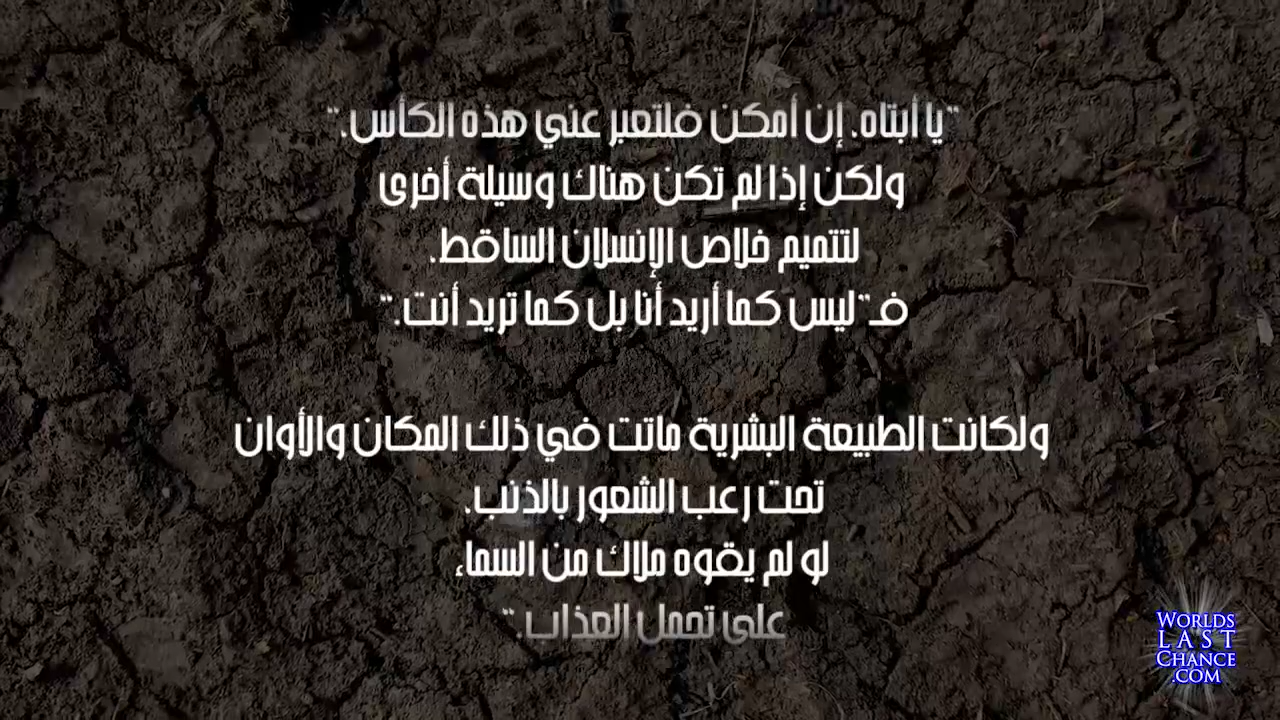 "يا أبتاه. إن أمكن فلتعبر عني هذه الكأس."
ولكن إذا لم تكن هناك وسيلة أخرى
لتتميم خلاص الإنسلان الساقط.
فـ"ليس كما أريد أنا بل كما تريد أنت."
ولكانت الطبيعة البشرية ماتت في ذلك المكان والأوان
تحت رعب الشعور بالذنب.
لو لم يقوه ملاك من السماء
على تحمل العذاب."
WORLDS
LAST
CHANCE
.COM